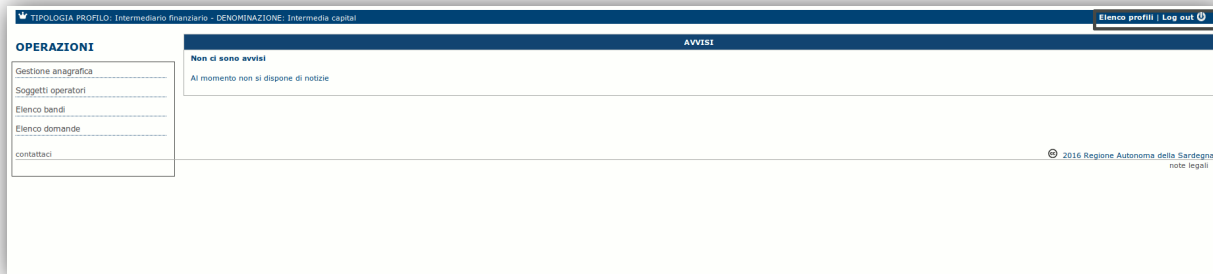 TIPOLOGIA PROFILO: Intermediario finanziario - DENOMINAZIONE: Intermedia capital
Elenco profili | Log out
OPERAZIONI
Gestione anagrafica
Soggetti operatori
Elenco bandi
Elenco domande
contattaci
AVVISI
Non ci sono avvisi
Al momento non si dispone di notizie
2016 Regione Autonoma della Sardegna
note legali